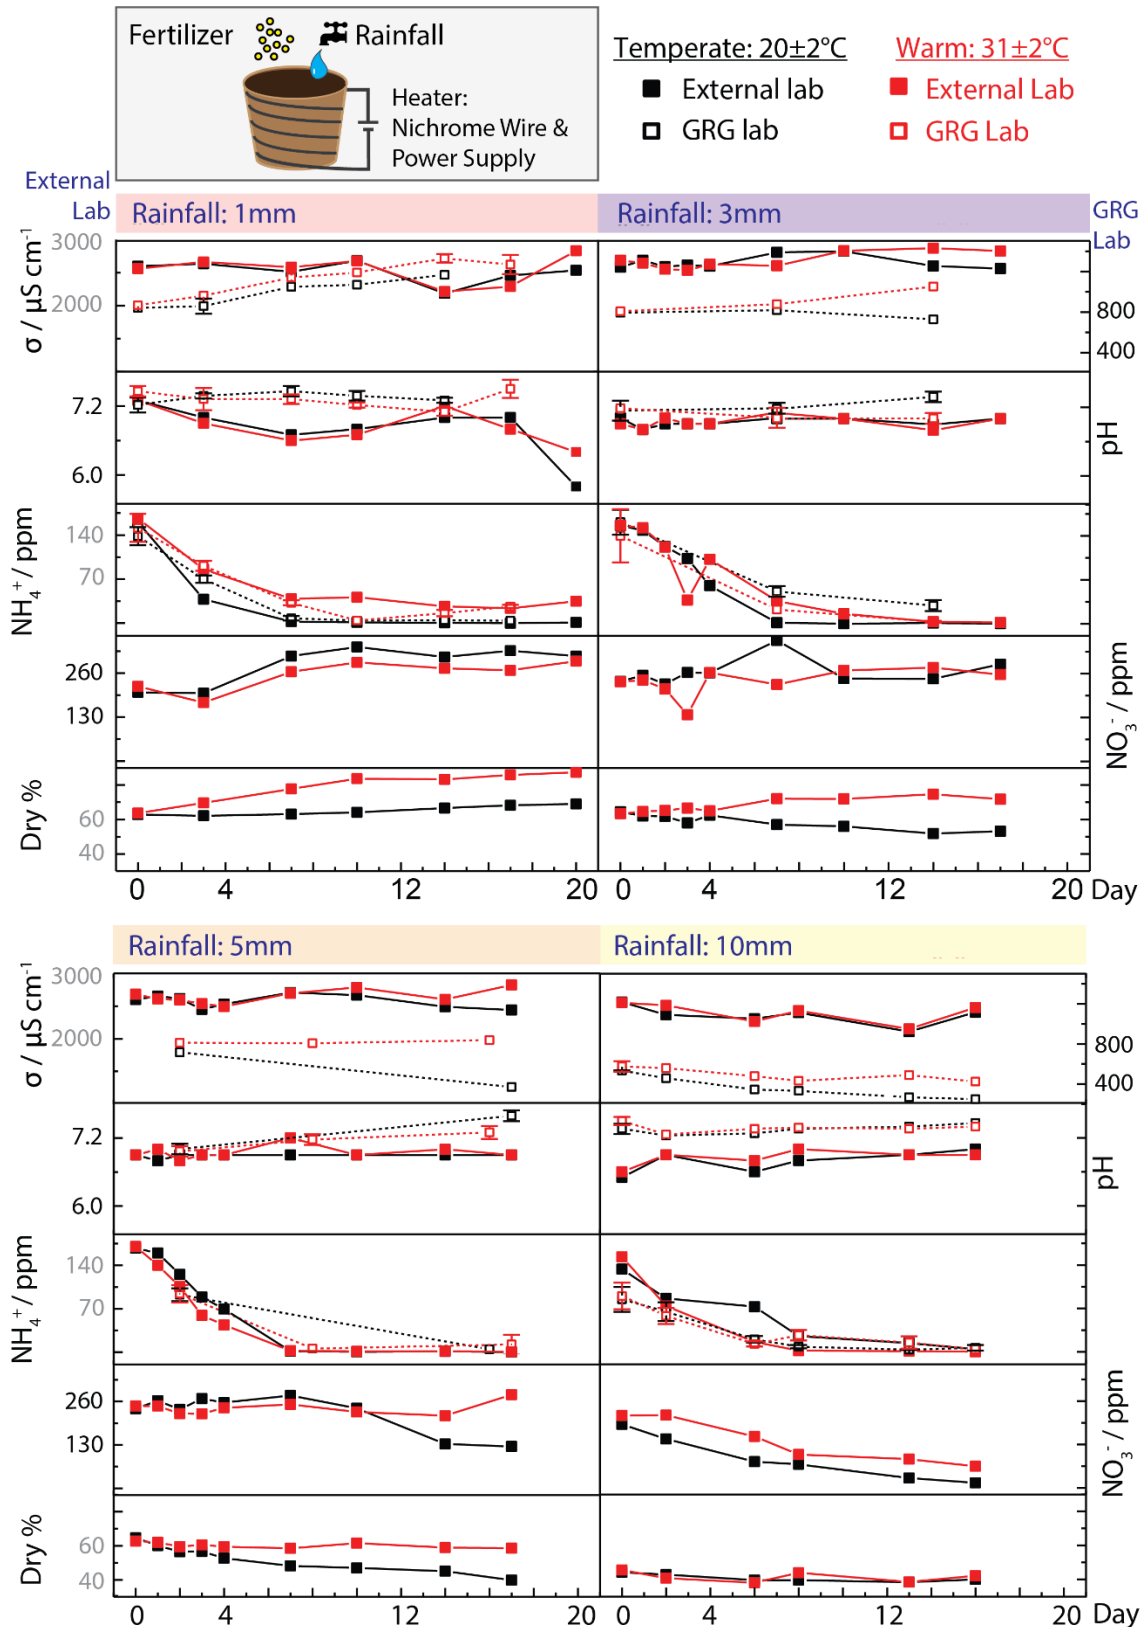 Fertilizer
Rainfall
Heater:
Nichrome Wire &
Power Supply
Temperate: 20±2°C
External lab
GRG lab
Warm: 31±2°C
External Lab
GRG Lab
External
Lab
Rainfall: 1mm
Rainfall: 3mm
GRG
Lab
σ / µS cm⁻¹
3000
2000
800
400
7.2
6.0
pH
NH₄⁺ / ppm
140
70
260
130
NO₃⁻ / ppm
Dry %
60
40
0 4 12 20
0 4 12 20 Day
Rainfall: 5mm
Rainfall: 10mm
σ / µS cm⁻¹
3000
2000
800
400
7.2
6.0
pH
NH₄⁺ / ppm
140
70
260
130
NO₃⁻ / ppm
Dry %
60
40
0 4 12 20
0 4 12 20 Day